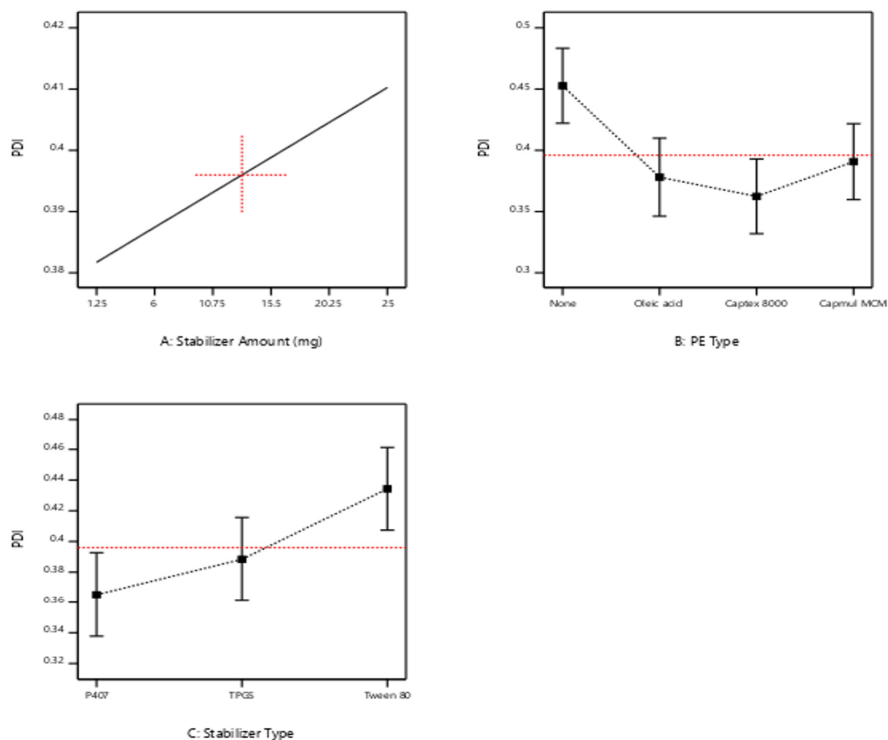 0.42
0.41
0.4
0.39
0.38
PDI
1.25 6 10.75 15.5 20.25 25
A: Stabilizer Amount (mg)
0.5
0.45
0.4
0.35
0.3
PDI
None Oleic acid Captex 8000 Capmul MCM
B: PE Type
0.48
0.46
0.44
0.42
0.4
0.38
0.36
0.34
0.32
PDI
P407 TPGS Tween 80
C: Stabilizer Type